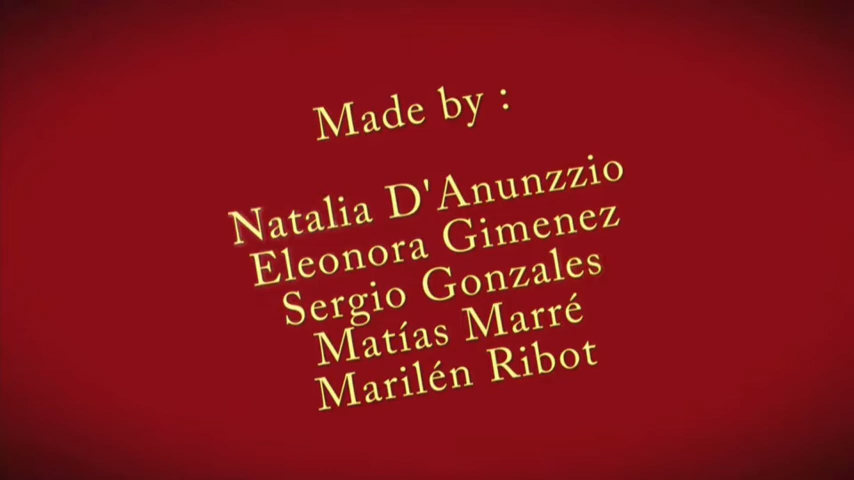 Made by :
Natalia D'Anunzzio
Eleonora Gimenez
Sergio Gonzales
Matías Marré
Marilén Ribot